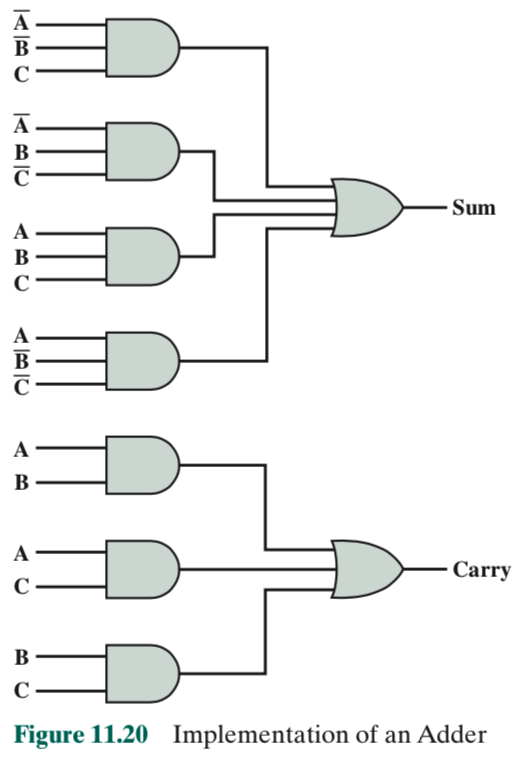 A̅
B̅
C
A̅
B
C̅
Sum
A
B
C
A
B̅
C̅
A
B
A
C
Carry
B
C
Figure 11.20 Implementation of an Adder